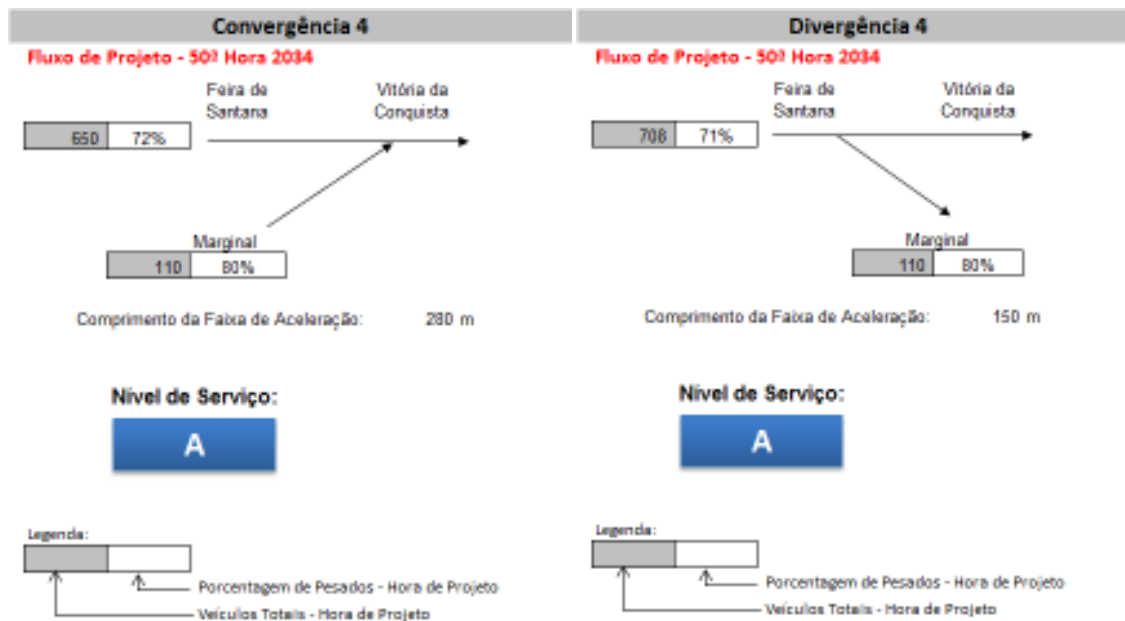 Convergência 4
Fluxo de Projeto - 50ª Hora 2034
Feira de
Santana
Vitória da
Conquista
650 72%
Marginal
110 80%
Comprimento da Faixa de Aceleração: 280 m
Nível de Serviço:
A
Legenda:
Porcentagem de Pesados - Hora de Projeto
Veículos Totais - Hora de Projeto
Divergência 4
Fluxo de Projeto - 50ª Hora 2034
Feira de
Santana
Vitória da
Conquista
708 71%
Marginal
110 80%
Comprimento da Faixa de Aceleração: 150 m
Nível de Serviço:
A
Legenda:
Porcentagem de Pesados - Hora de Projeto
Veículos Totais - Hora de Projeto